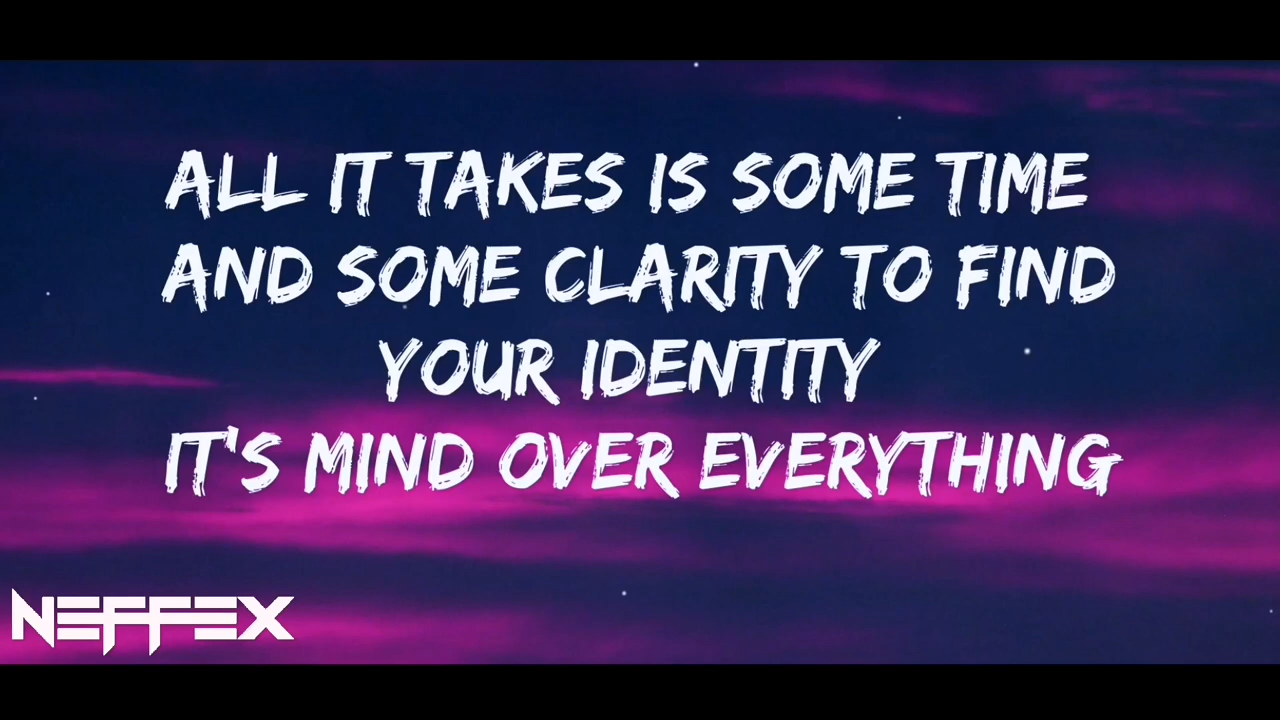 ALL IT TAKES IS SOME TIME
AND SOME CLARITY TO FIND
YOUR IDENTITY
IT'S MIND OVER EVERYTHING
NEFFEX